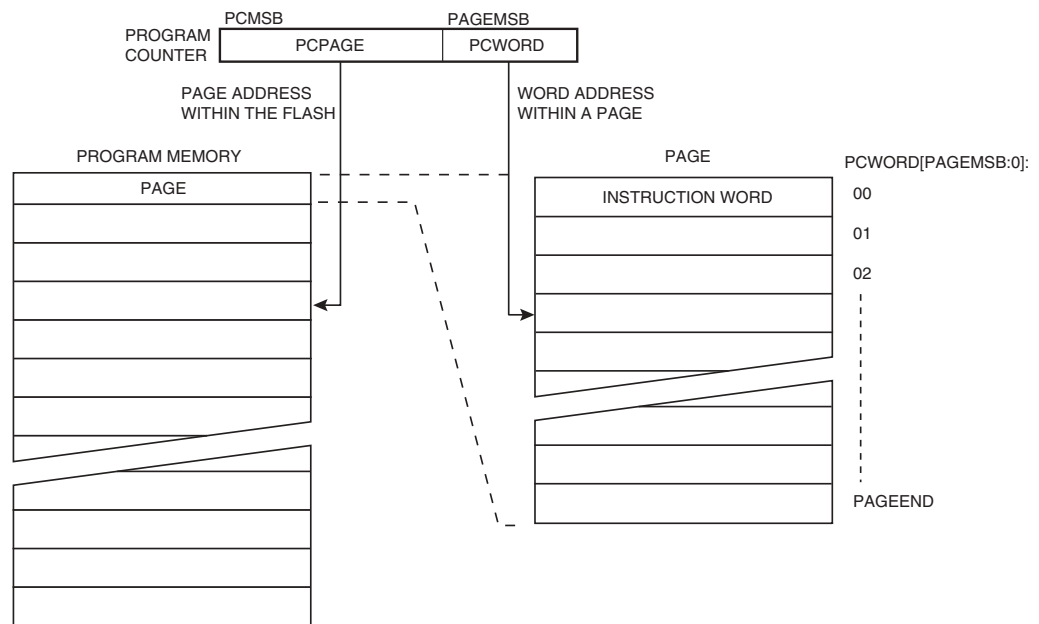 PCMSB
PAGEMSB
PROGRAM
COUNTER
PCPAGE
PCWORD
PAGE ADDRESS
WITHIN THE FLASH
WORD ADDRESS
WITHIN A PAGE
PROGRAM MEMORY
PAGE
PAGE
PCWORD[PAGEMSB:0]:
INSTRUCTION WORD
00
01
02
PAGEEND